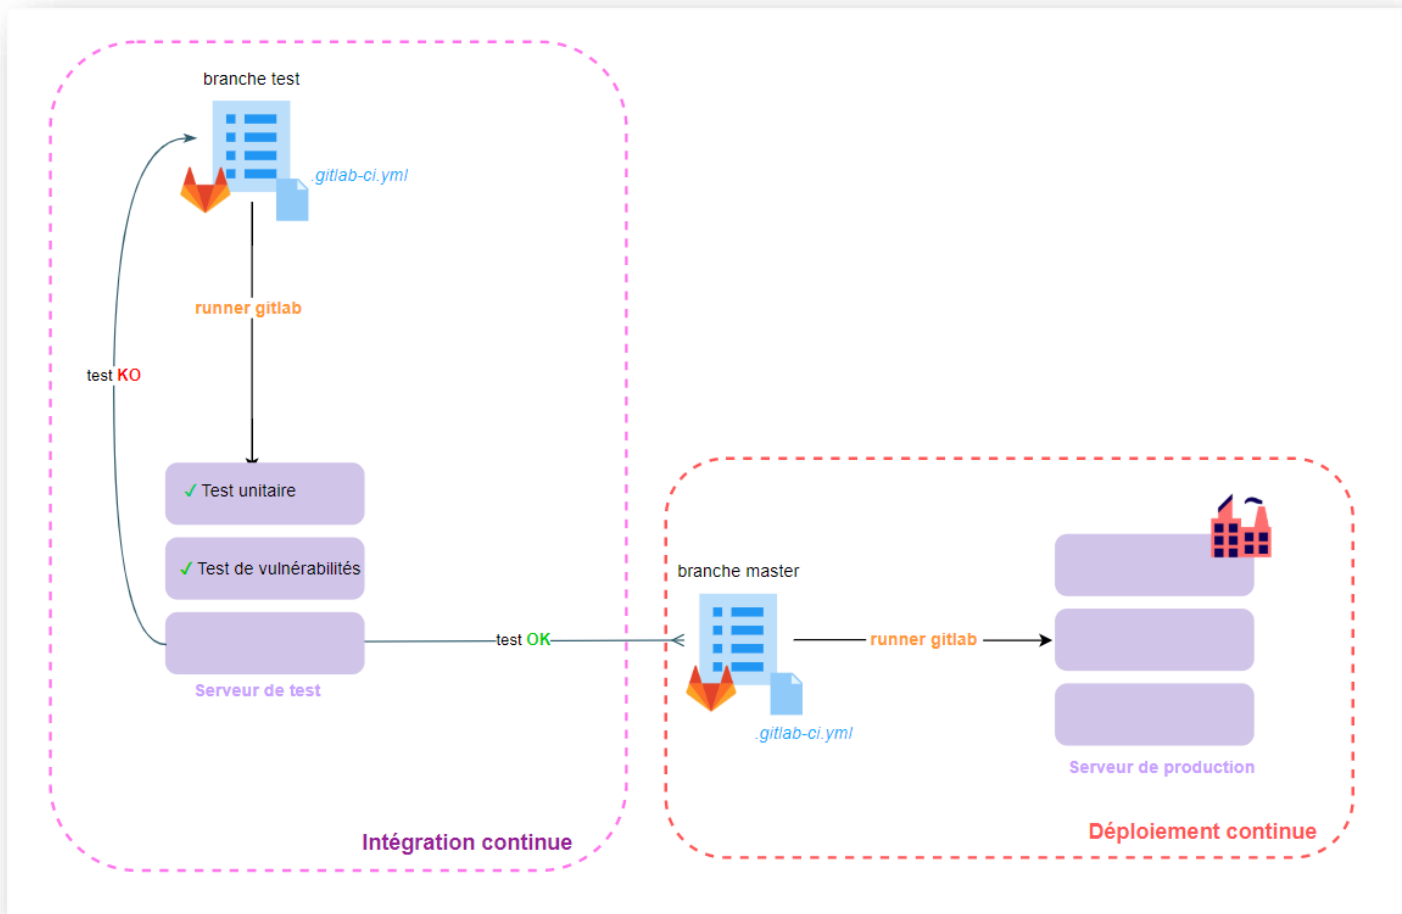 branche test
.gitlab-ci.yml
runner gitlab
test KO
✓ Test unitaire
✓ Test de vulnérabilités
test OK
Serveur de test
Intégration continue
branche master
runner gitlab
.gitlab-ci.yml
Serveur de production
Déploiement continue